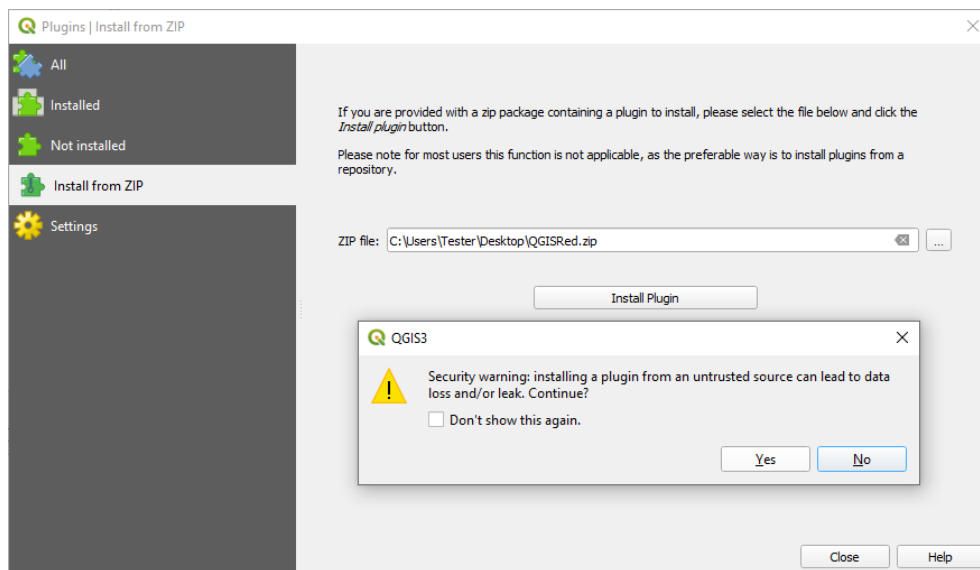 Plugins | Install from ZIP
All
Installed
Not installed
Install from ZIP
Settings
If you are provided with a zip package containing a plugin to install, please select the file below and click the
Install plugin button.
Please note for most users this function is not applicable, as the preferable way is to install plugins from a
repository.
ZIP file: C:\Users\Tester\Desktop\QGISRed.zip ...
Install Plugin
QGIS3
Security warning: installing a plugin from an untrusted source can lead to data
loss and/or leak. Continue?
Don't show this again.
Yes No
Close Help